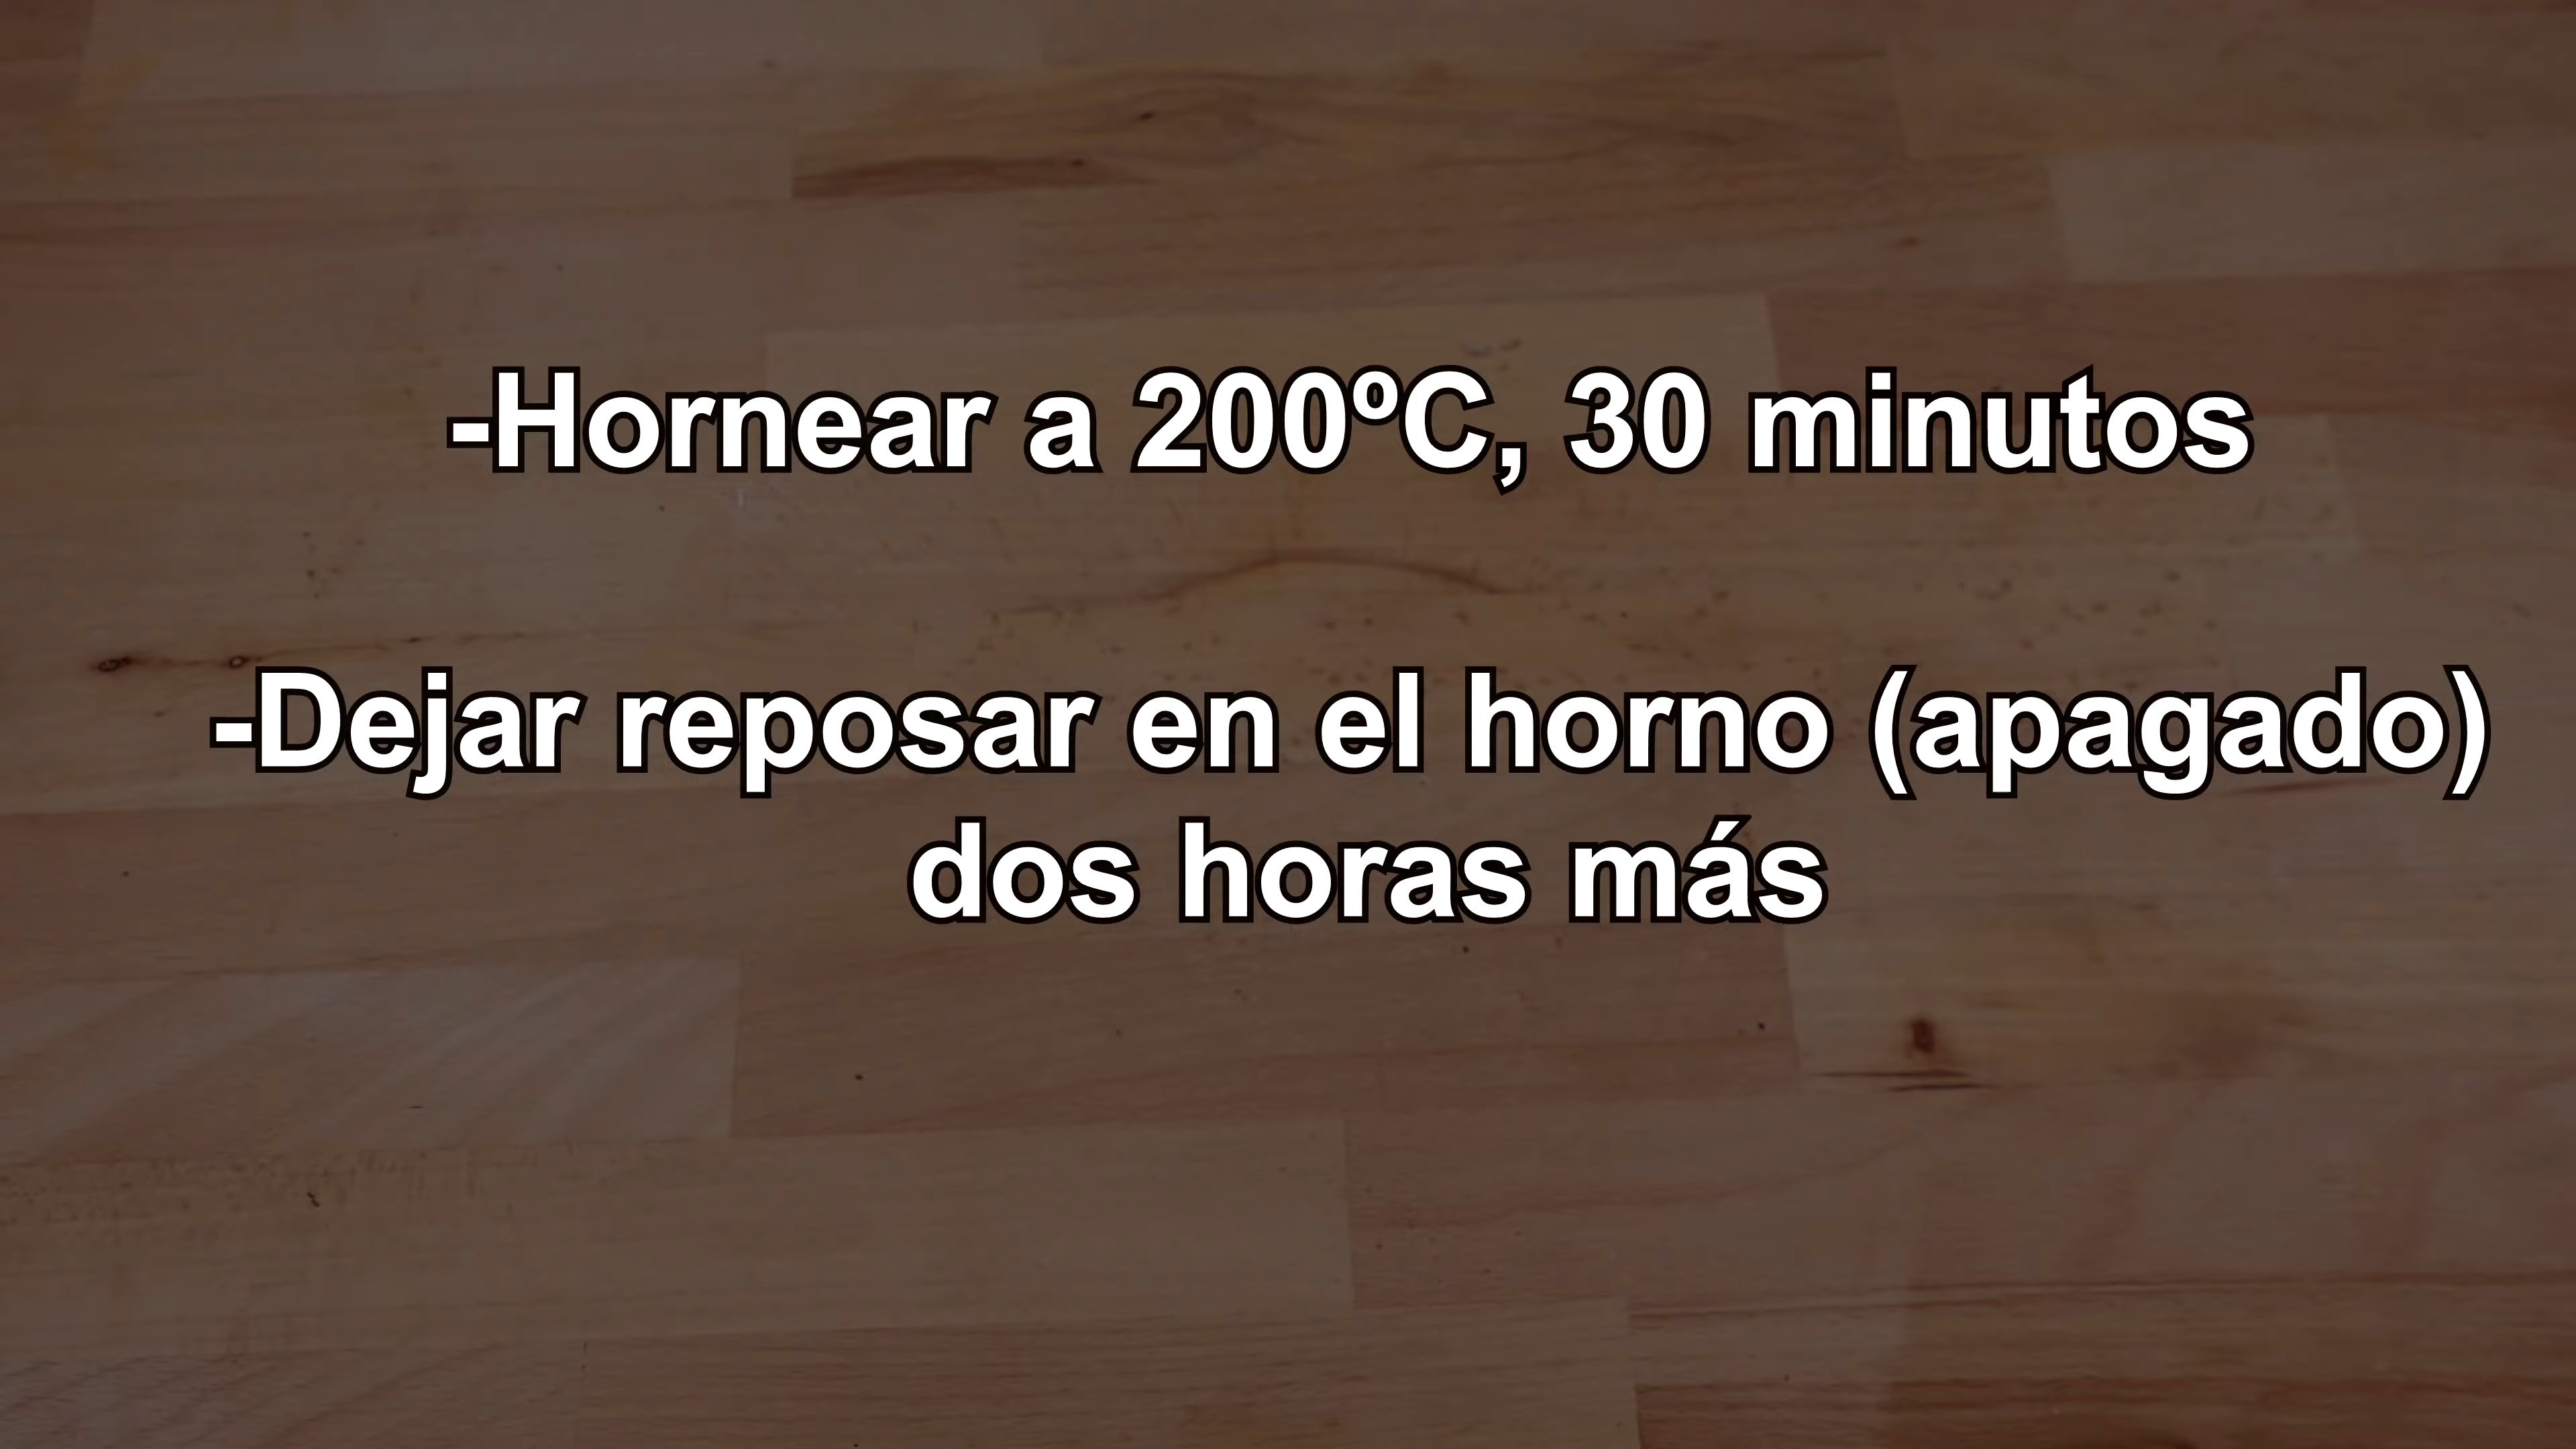 -Hornear a 200ºC, 30 minutos
-Dejar reposar en el horno (apagado)
dos horas más